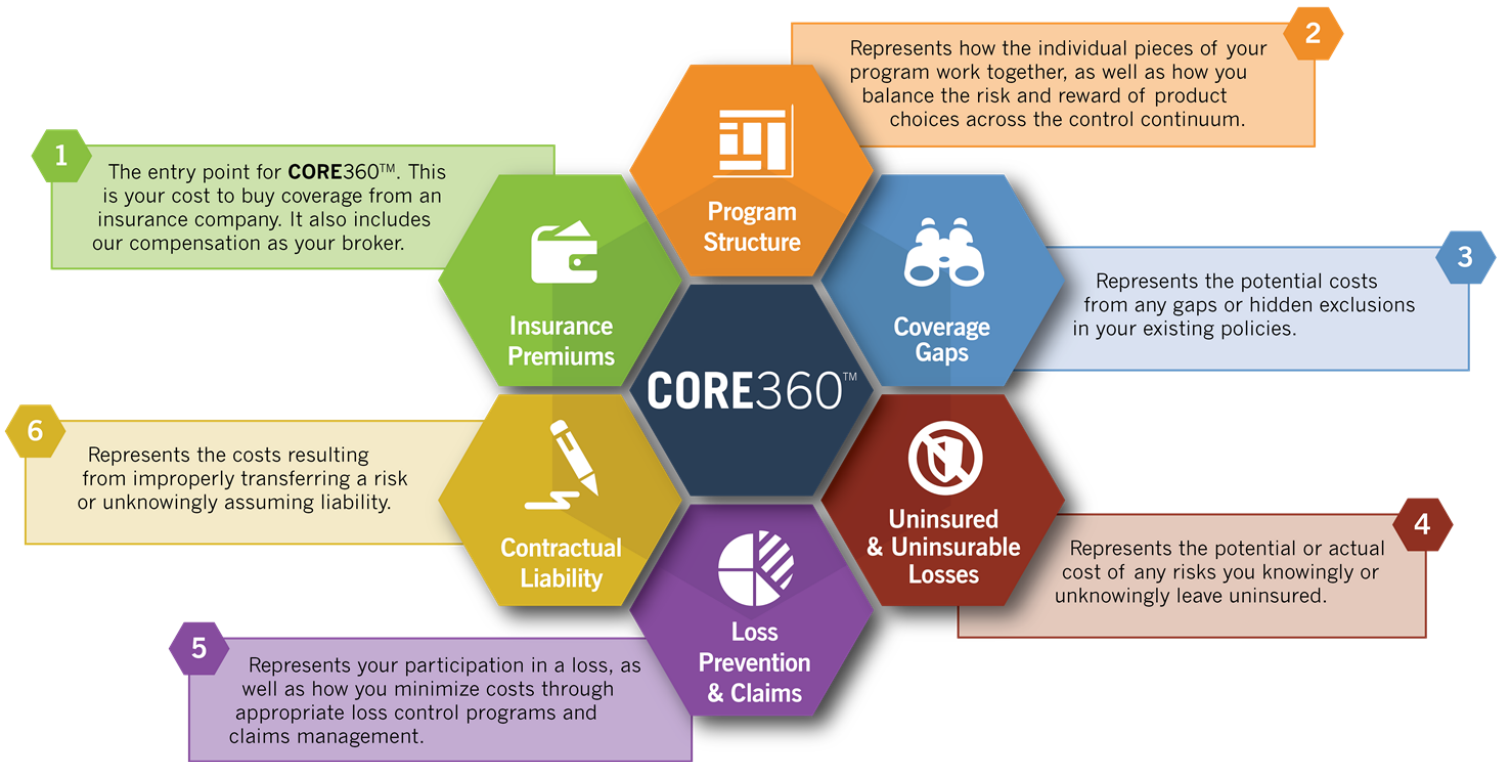 1
The entry point for CORE360™. This
is your cost to buy coverage from an
insurance company. It also includes
our compensation as your broker.
Insurance
Premiums
2
Represents how the individual pieces of your
program work together, as well as how you
balance the risk and reward of product
choices across the control continuum.
Program
Structure
3
Represents the potential costs
from any gaps or hidden exclusions
in your existing policies.
Coverage
Gaps
CORE360™
4
Represents the potential or actual
cost of any risks you knowingly or
unknowingly leave uninsured.
Uninsured
& Uninsurable
Losses
5
Represents your participation in a loss, as
well as how you minimize costs through
appropriate loss control programs and
claims management.
Loss
Prevention
& Claims
6
Represents the costs resulting
from improperly transferring a risk
or unknowingly assuming liability.
Contractual
Liability